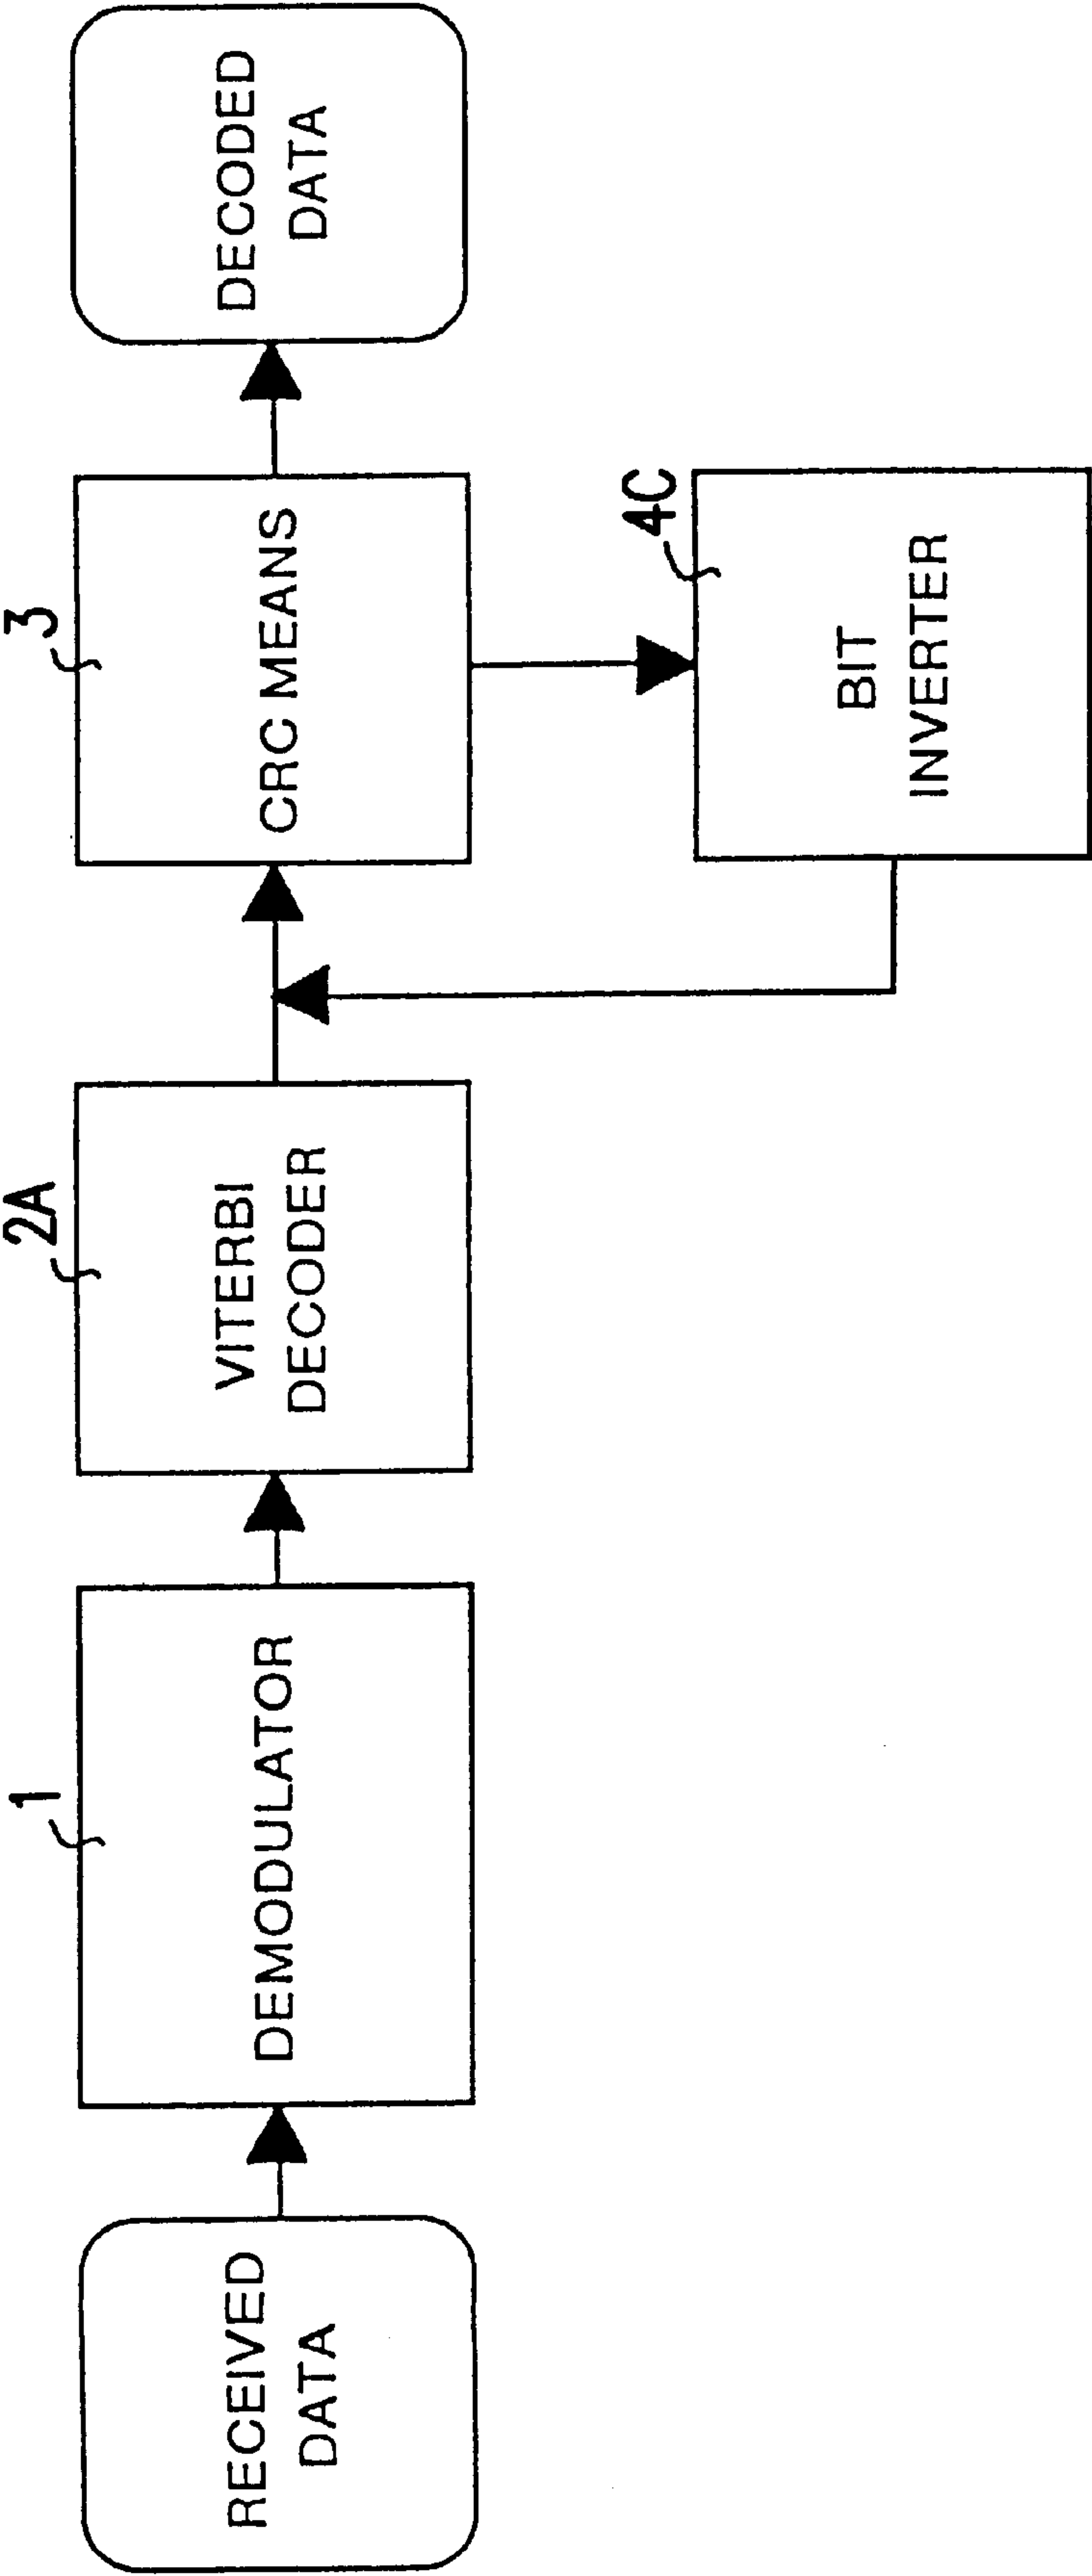 RECEIVED
DATA
1
DEMODULATOR
2A
VITERBI
DECODER
3
CRC MEANS
DECODED
DATA
4C
BIT
INVERTER